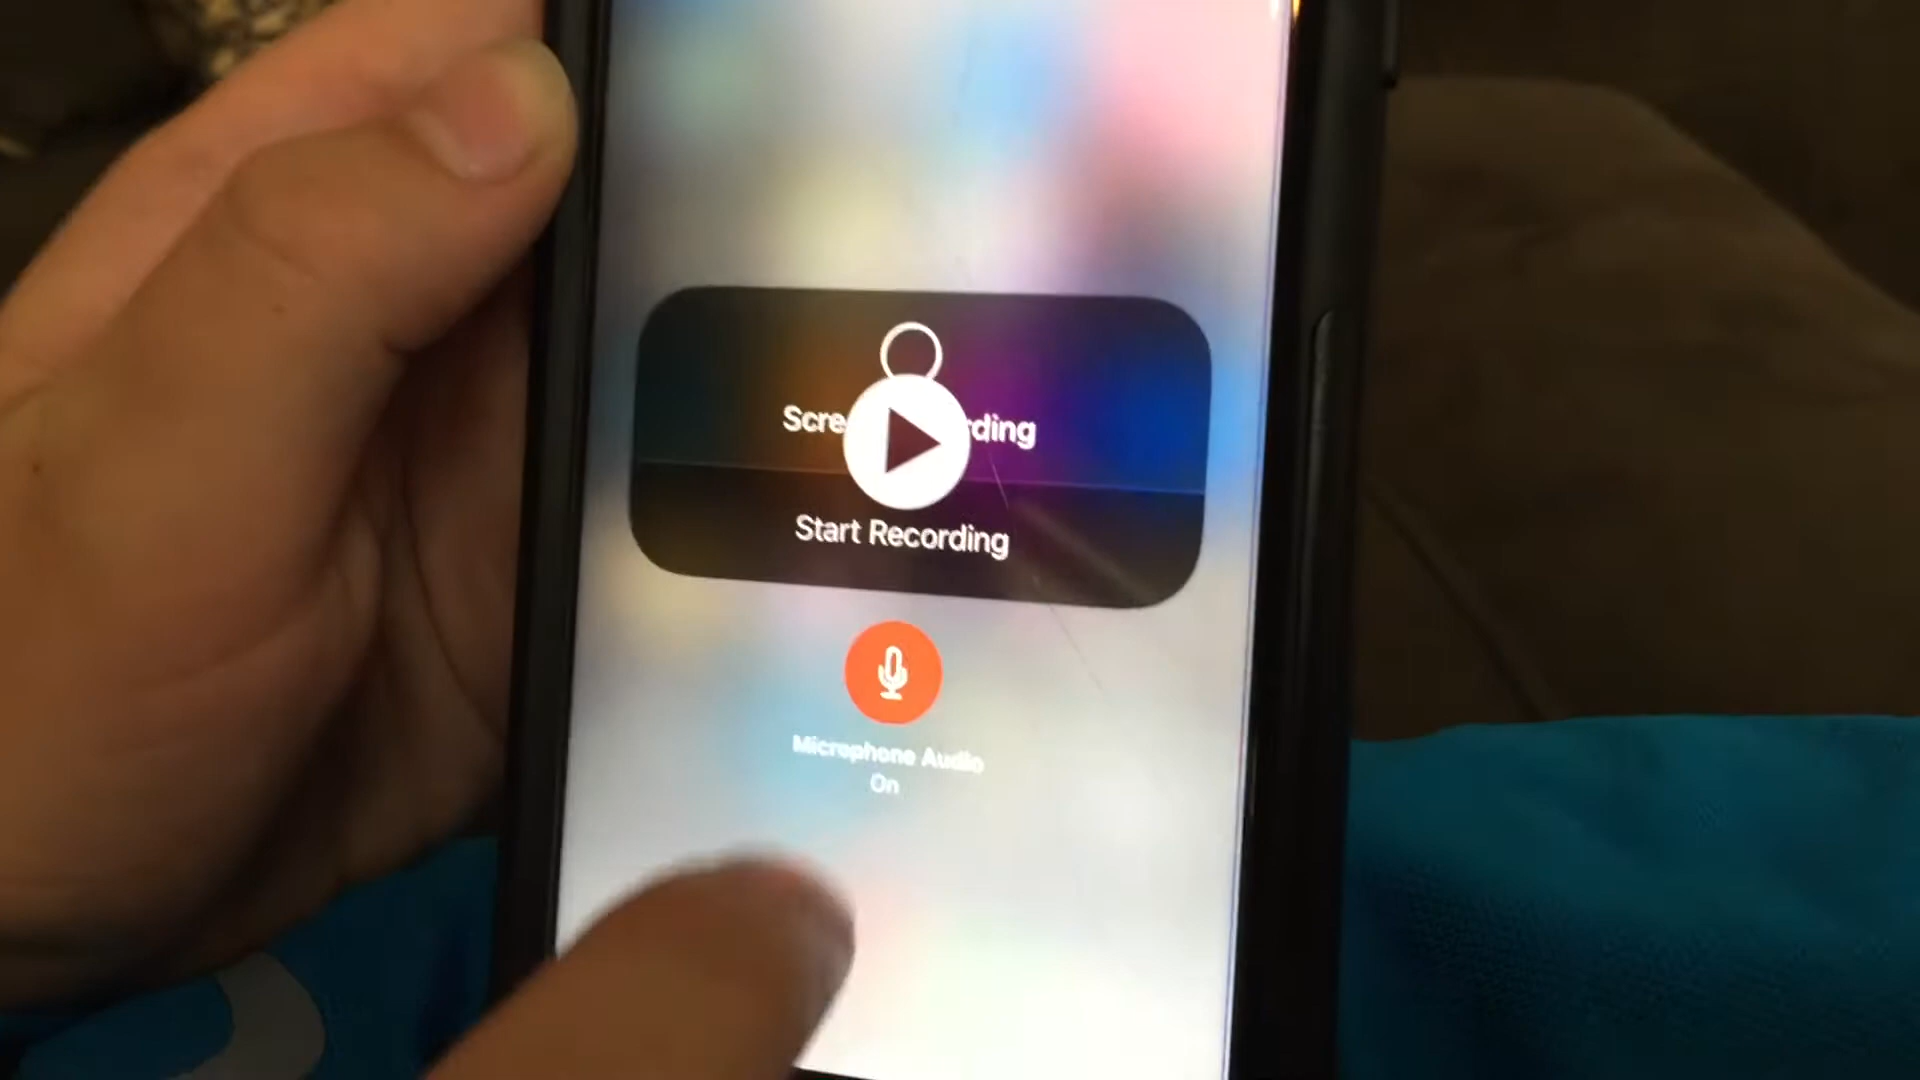 Scre rding
Start Recording
Microphone Audio
On